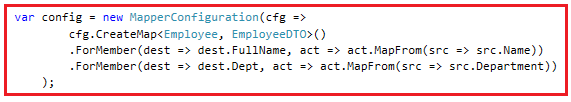 var config = new MapperConfiguration(cfg =>
cfg.CreateMap<Employee, EmployeeDTO>()
.ForMember(dest => dest.FullName, act => act.MapFrom(src => src.Name))
.ForMember(dest => dest.Dept, act => act.MapFrom(src => src.Department))
);